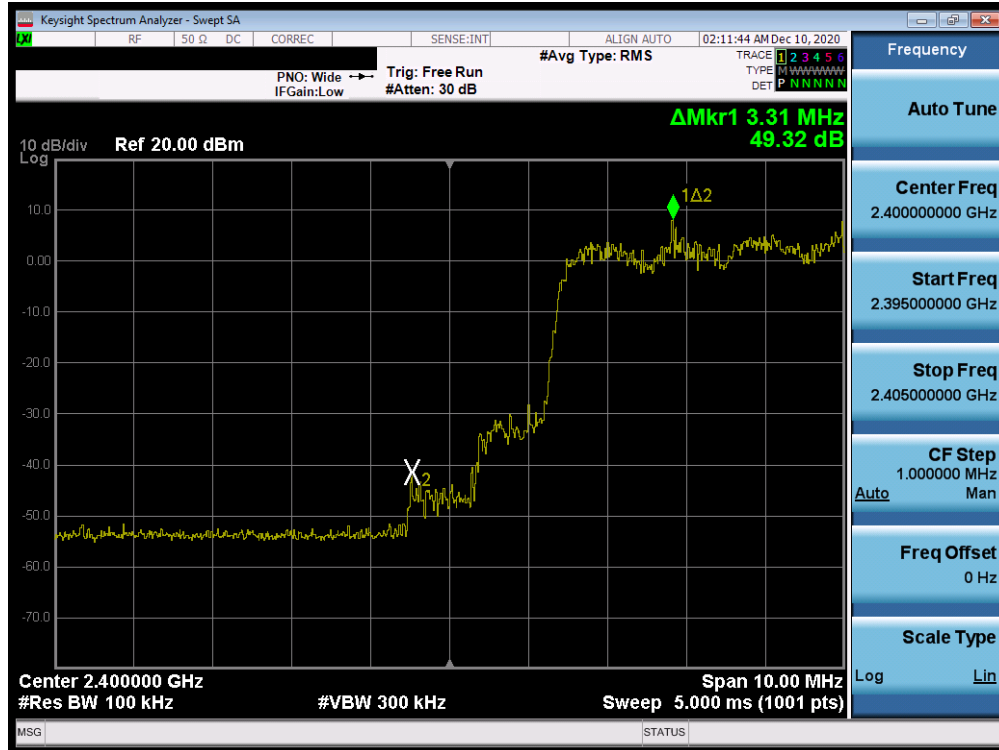 Keysight Spectrum Analyzer - Swept SA
LXI RF 50 Ω DC CORREC SENSE:INT ALIGN AUTO 02:11:44 AM Dec 10, 2020
#Avg Type: RMS
TRACE 1 2 3 4 5 6
PNO: Wide Trig: Free Run
TYPE M WWWWW
IFGain:Low #Atten: 30 dB
DET P N N N N N
ΔMkr1 3.31 MHz
49.32 dB
10 dB/div Ref 20.00 dBm
Log
1Δ2
10.0
0.00
-10.0
-20.0
-30.0
-40.0
X2
-50.0
-60.0
-70.0
Center 2.400000 GHz Span 10.00 MHz
#Res BW 100 kHz #VBW 300 kHz Sweep 5.000 ms (1001 pts)
MSG STATUS
Frequency
Auto Tune
Center Freq
2.400000000 GHz
Start Freq
2.395000000 GHz
Stop Freq
2.405000000 GHz
CF Step
1.000000 MHz
Auto Man
Freq Offset
0 Hz
Scale Type
Log Lin